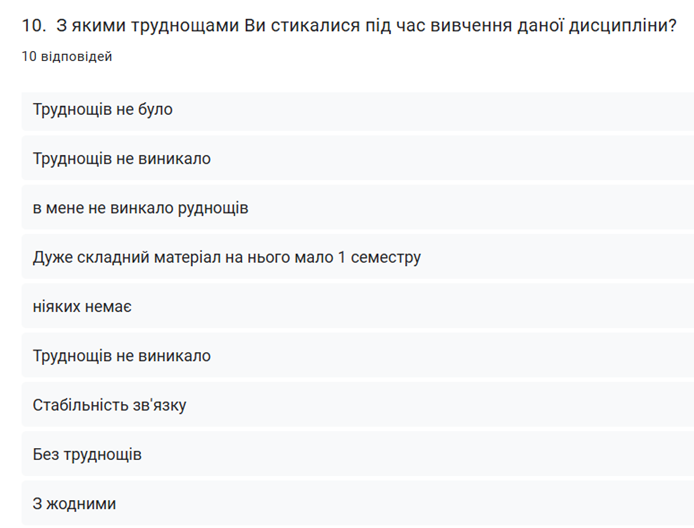 10. З якими труднощами Ви стикалися під час вивчення даної дисципліни?
10 відповідей
Труднощів не було
Труднощів не виникало
в мене не винкало руднощів
Дуже складний матеріал на нього мало 1 семестру
ніяких немає
Труднощів не виникало
Стабільність зв'язку
Без труднощів
З жодними